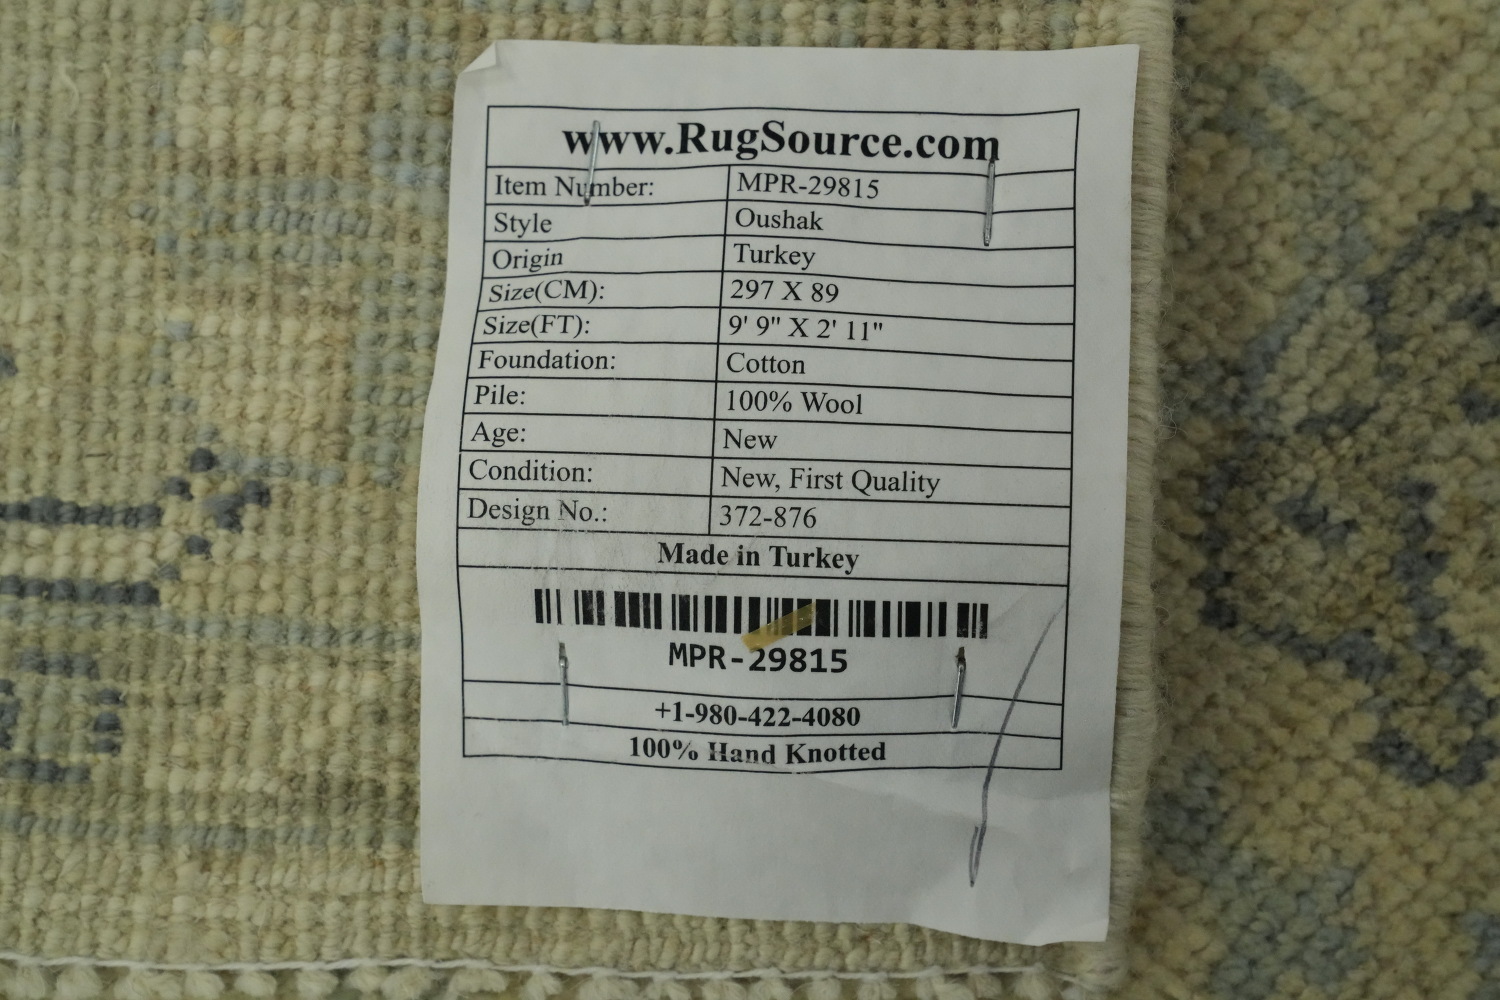 www.RugSource.com
Item Number: MPR-29815
Style Oushak
Origin Turkey
Size(CM): 297 X 89
Size(FT): 9' 9" X 2' 11"
Foundation: Cotton
Pile: 100% Wool
Age: New
Condition: New, First Quality
Design No.: 372-876
Made in Turkey
MPR-29815
+1-980-422-4080
100% Hand Knotted